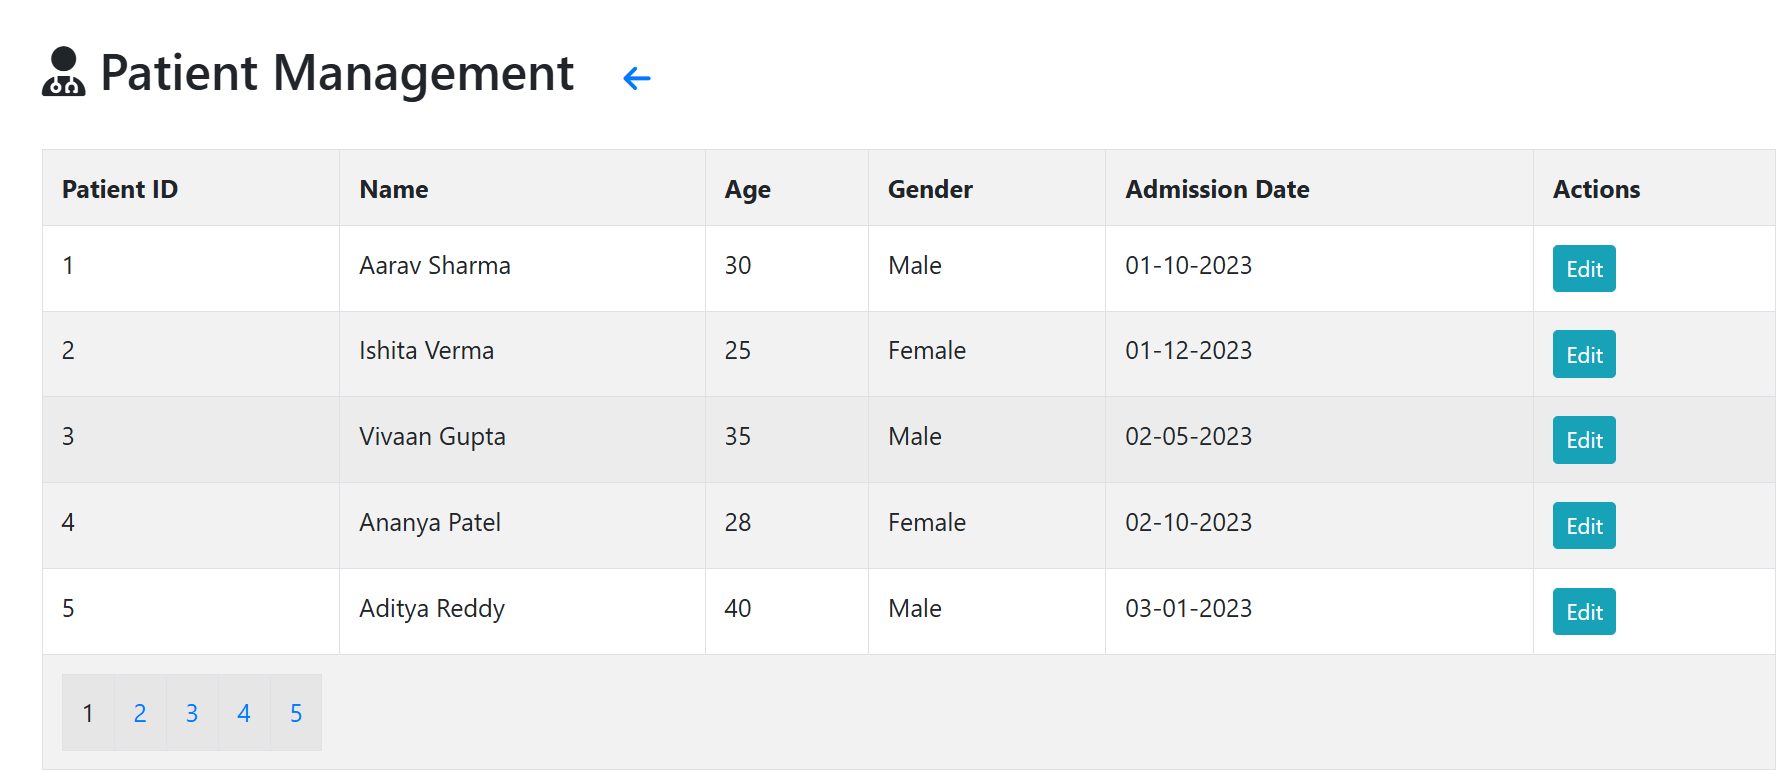 Patient Management
Patient ID Name Age Gender Admission Date Actions
1 Aarav Sharma 30 Male 01-10-2023 Edit
2 Ishita Verma 25 Female 01-12-2023 Edit
3 Vivaan Gupta 35 Male 02-05-2023 Edit
4 Ananya Patel 28 Female 02-10-2023 Edit
5 Aditya Reddy 40 Male 03-01-2023 Edit
1 2 3 4 5